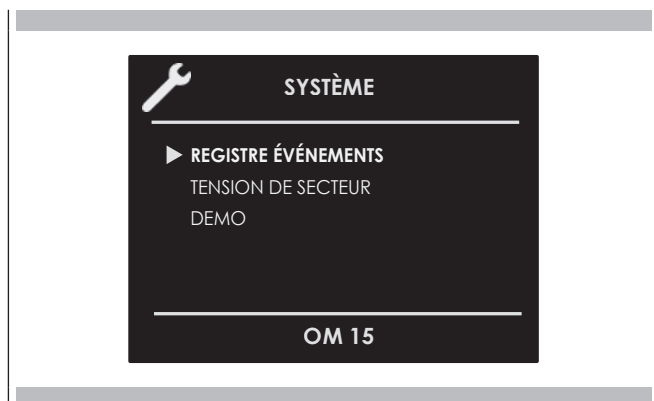 SYSTÈME
REGISTRE ÉVÉNEMENTS
TENSION DE SECTEUR
DEMO
OM 15